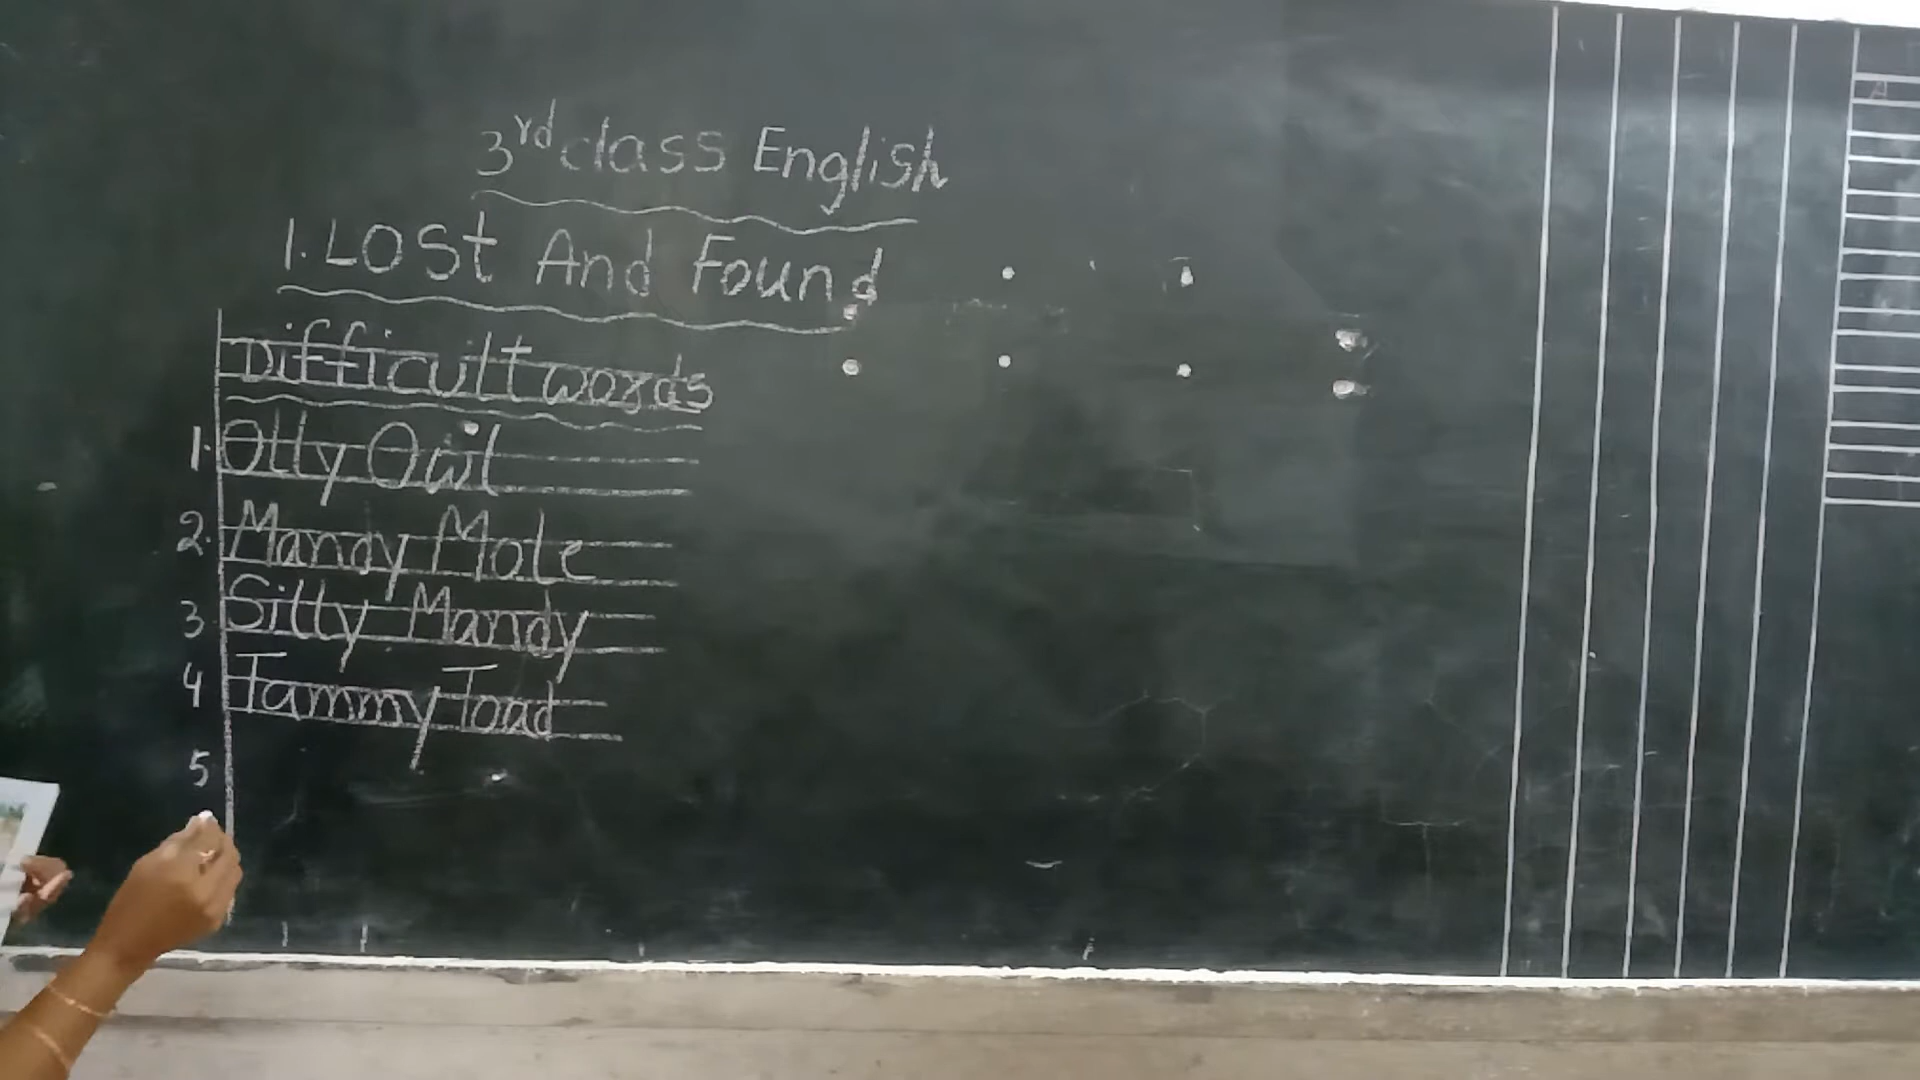 3rd class English
1. LOSt And Found
Difficult words
1. Olly Owl
2. Mandy Mole
3 Silly Mandy
4 Tammy Toad
5
A